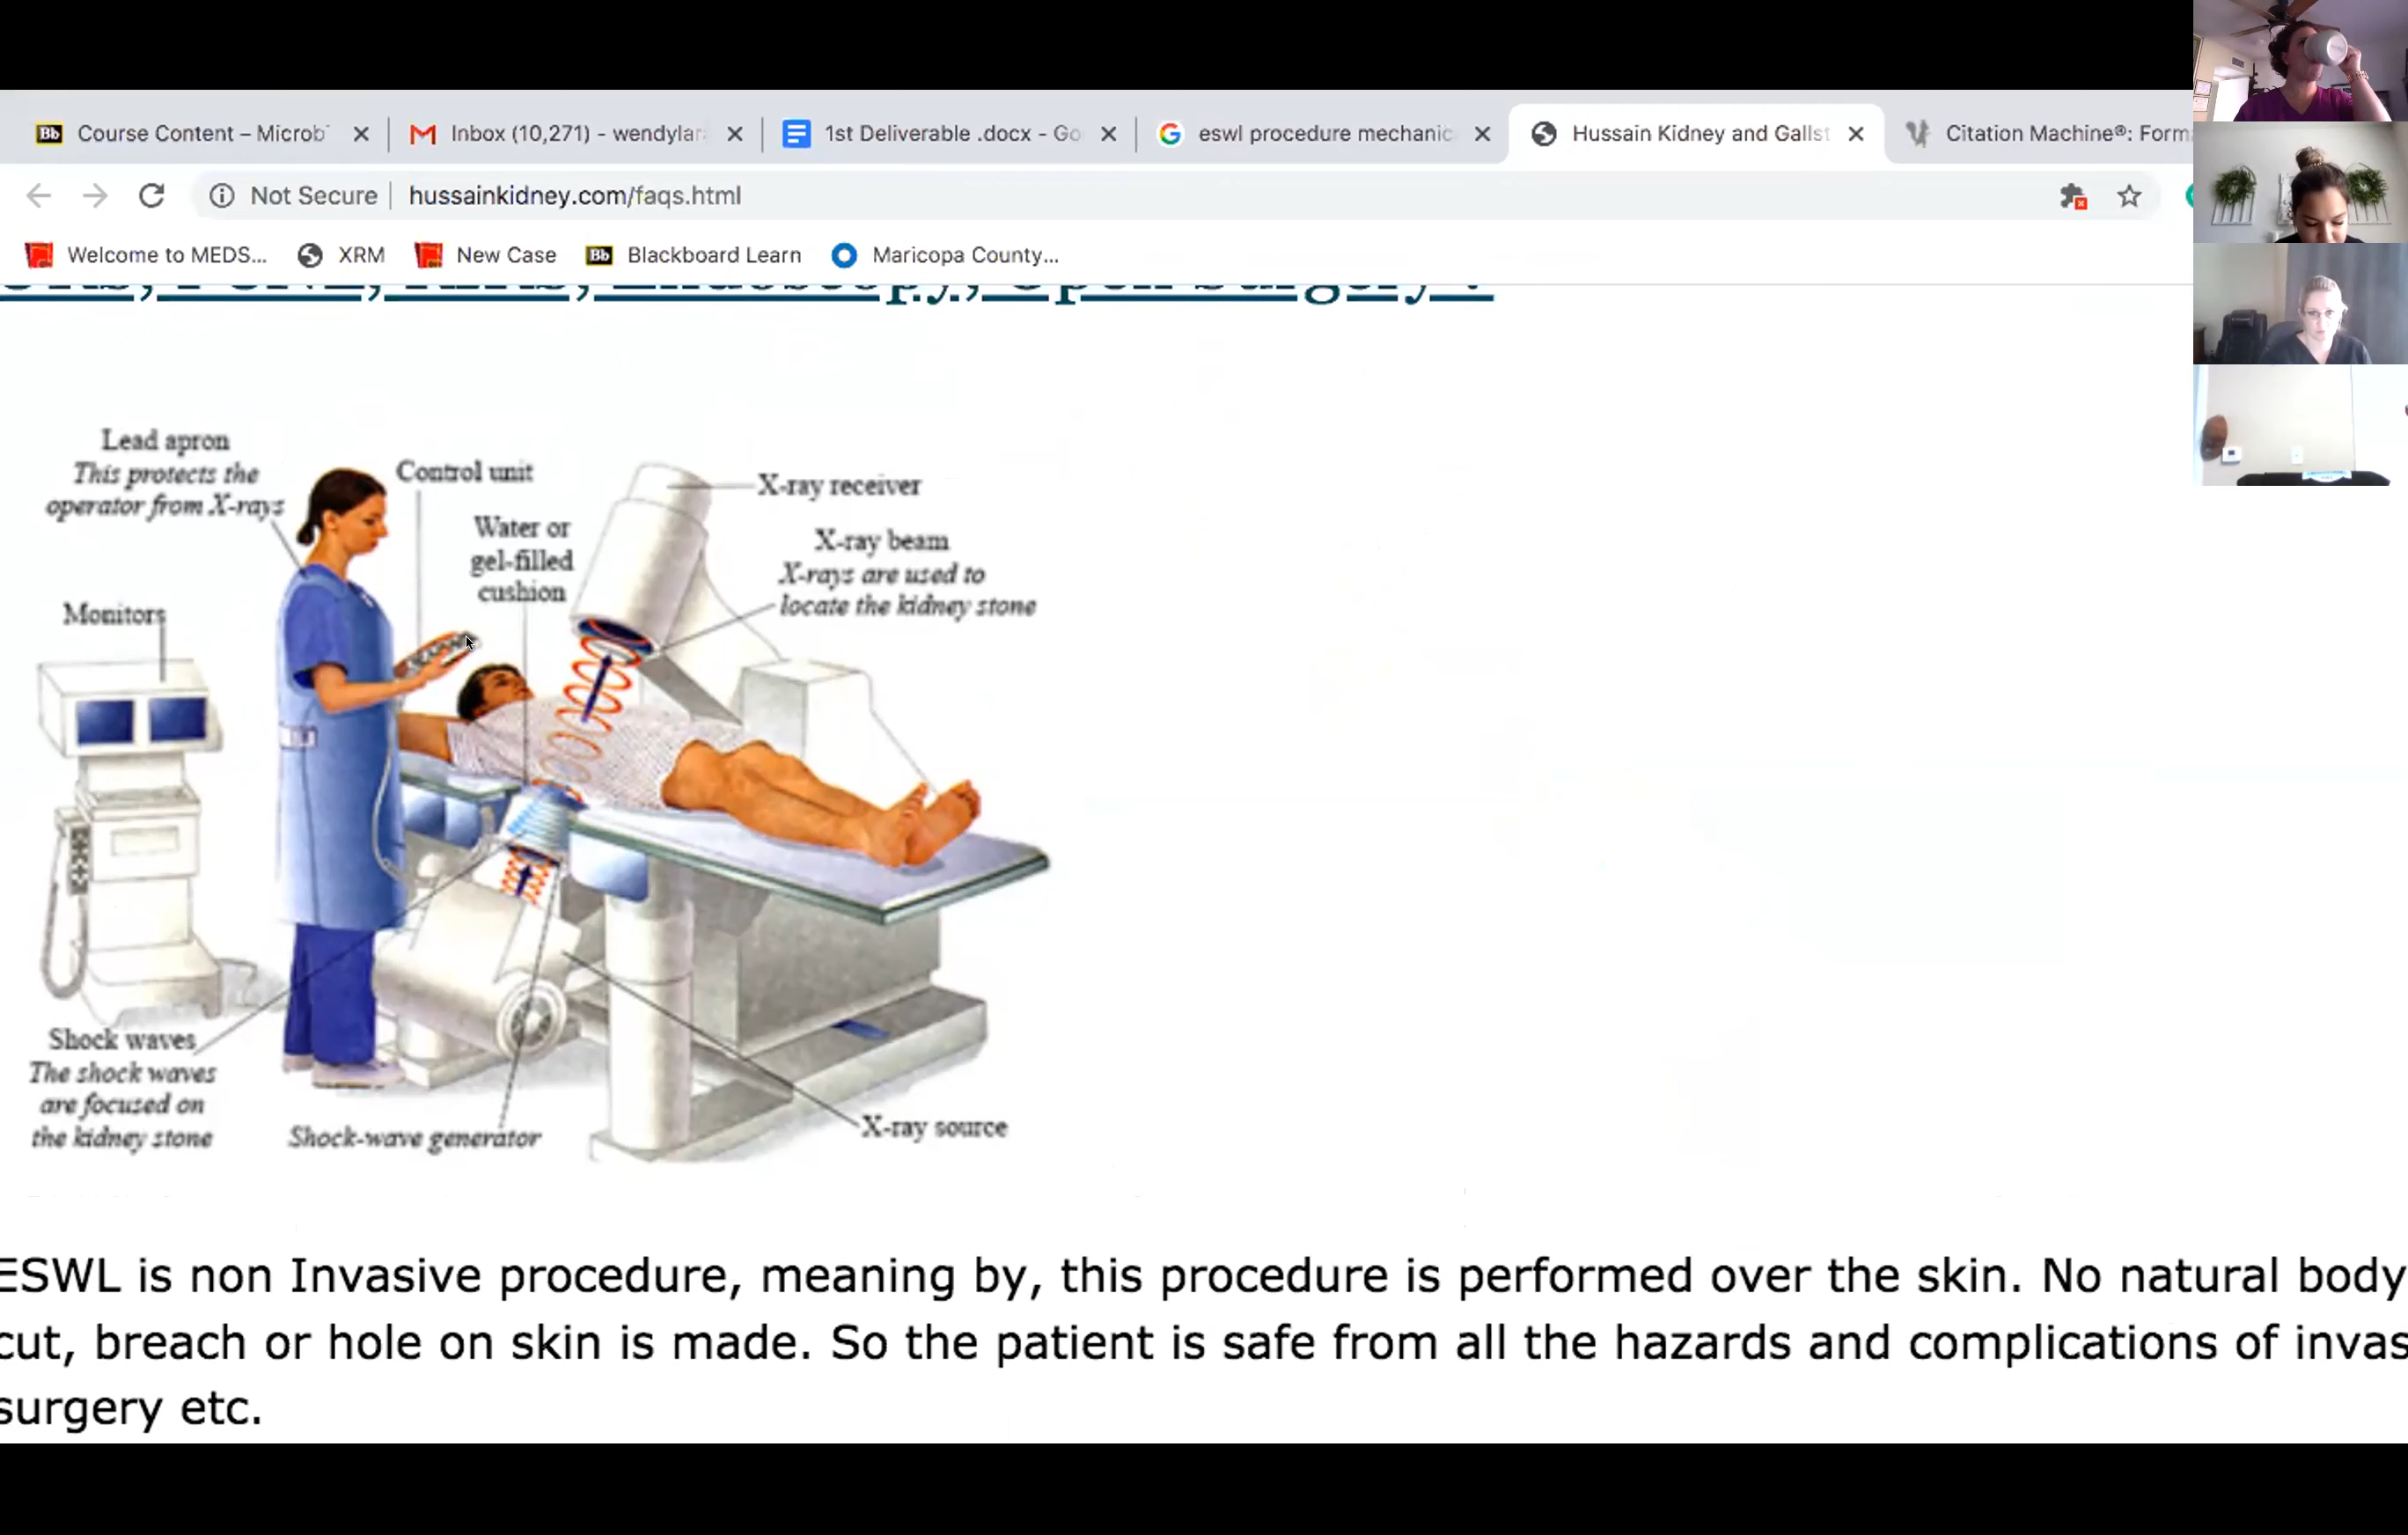 Course Content – Microb
Inbox (10,271) - wendylar
1st Deliverable .docx - Go
eswl procedure mechanic
Hussain Kidney and Gallst
Citation Machine®: Form
Not Secure
hussainkidney.com/faqs.html
Welcome to MEDS...
XRM
New Case
Blackboard Learn
Maricopa County...
Endoscopy, Open Surgery ?
Lead apron
This protects the
operator from X-rays
Control unit
Water or
gel-filled
cushion
X-ray receiver
X-ray beam
X-rays are used to
locate the kidney stone
Monitors
Shock waves
The shock waves
are focused on
the kidney stone
Shock-wave generator
X-ray source
ESWL is non Invasive procedure, meaning by, this procedure is performed over the skin. No natural body
cut, breach or hole on skin is made. So the patient is safe from all the hazards and complications of invas
surgery etc.